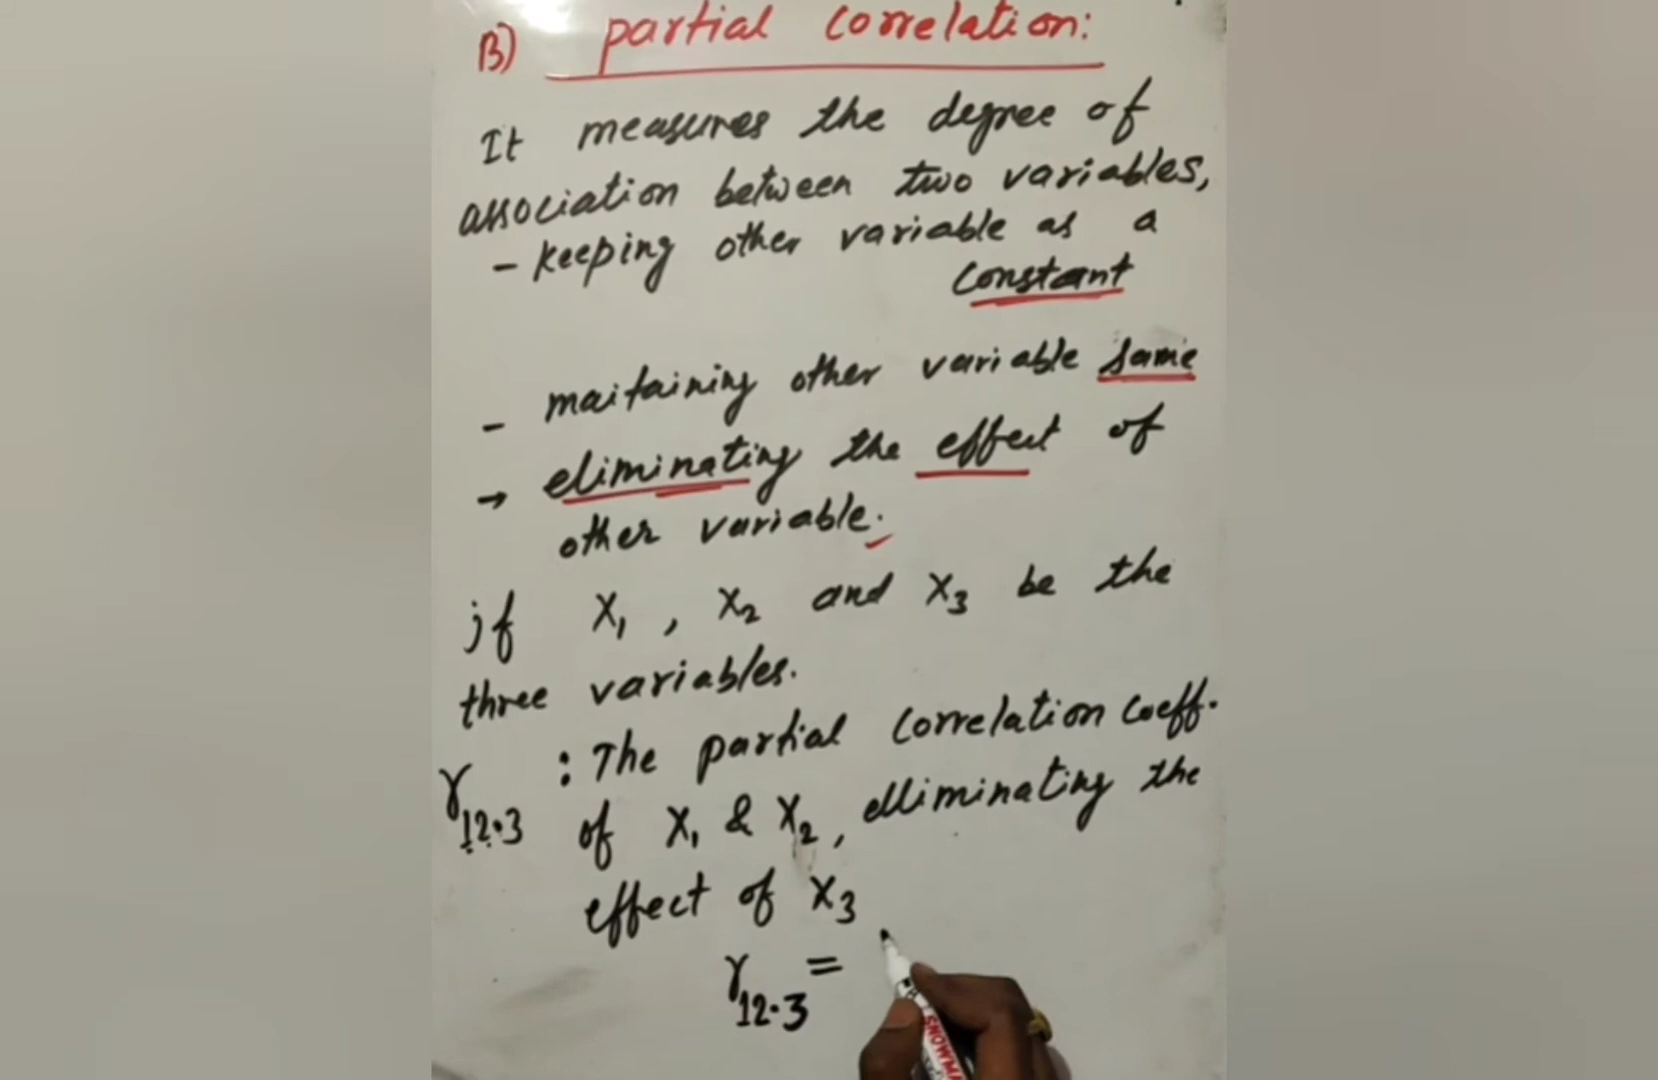 B) partial correlation:
It measures the degree of
association between two variables,
- keeping other variable as a
constant
- maitaining other variable same
→ eliminating the effect of
other variable.
if X₁, X₂ and X₃ be the
three variables.
r₁₂.₃ : The partial correlation coeff.
of X₁ & X₂, elliminating the
effect of X₃
r₁₂.₃ =
SNOWMA